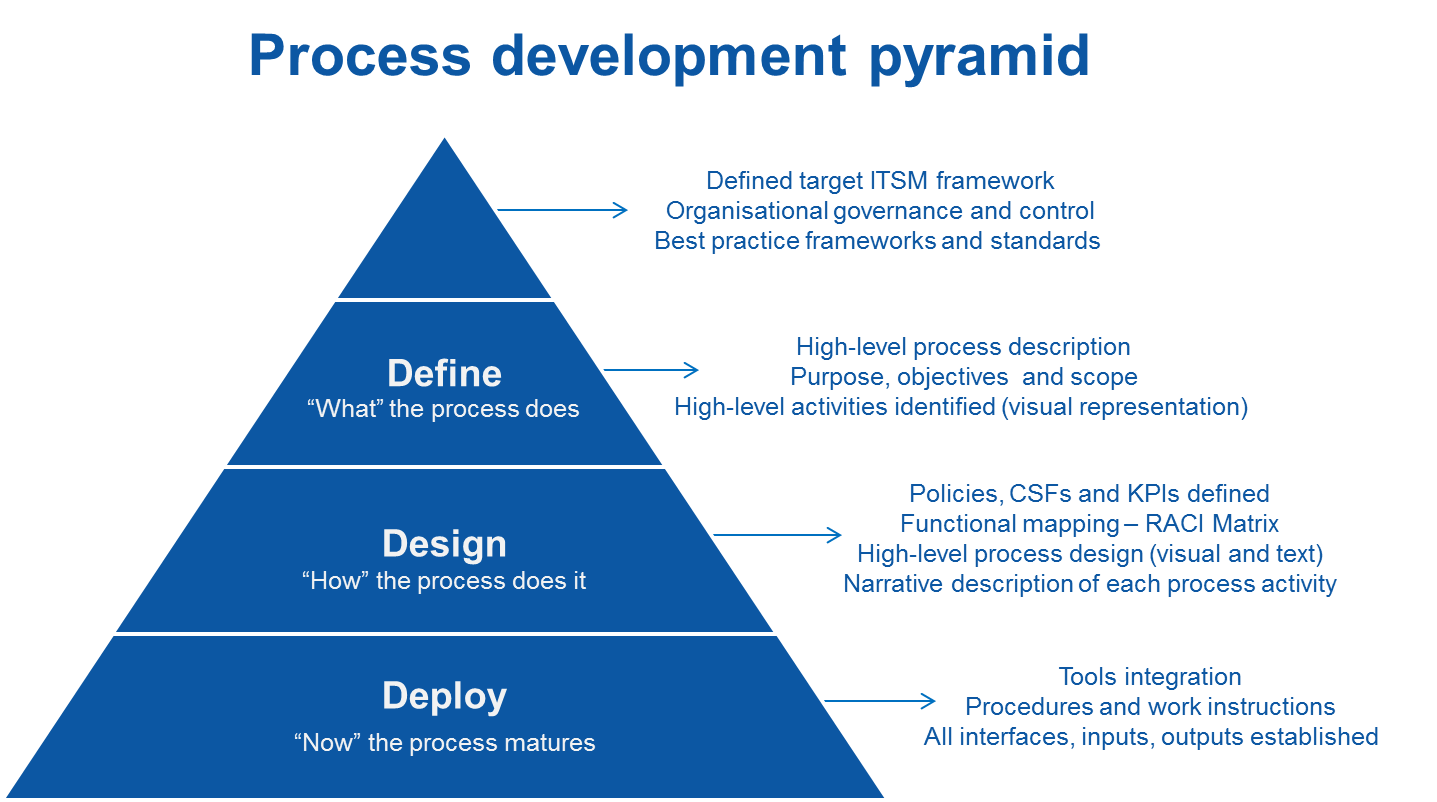 Process development pyramid
Defined target ITSM framework
Organisational governance and control
Best practice frameworks and standards
Define
“What” the process does
High-level process description
Purpose, objectives and scope
High-level activities identified (visual representation)
Design
“How” the process does it
Policies, CSFs and KPIs defined
Functional mapping – RACI Matrix
High-level process design (visual and text)
Narrative description of each process activity
Deploy
“Now” the process matures
Tools integration
Procedures and work instructions
All interfaces, inputs, outputs established